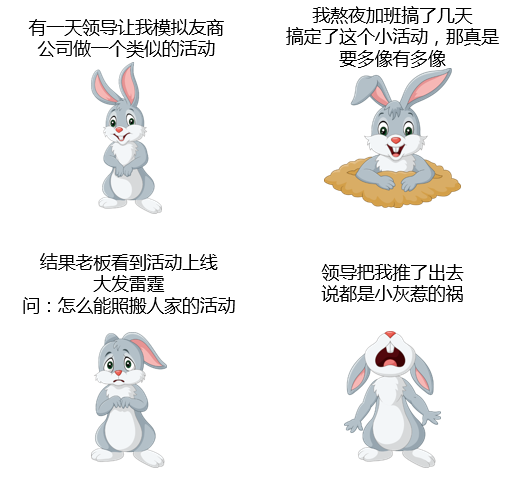 有一天领导让我模拟友商
公司做一个类似的活动
我熬夜加班搞了几天
搞定了这个小活动，那真是
要多像有多像
结果老板看到活动上线
大发雷霆
问：怎么能照搬人家的活动
领导把我推了出去
说都是小灰惹的祸